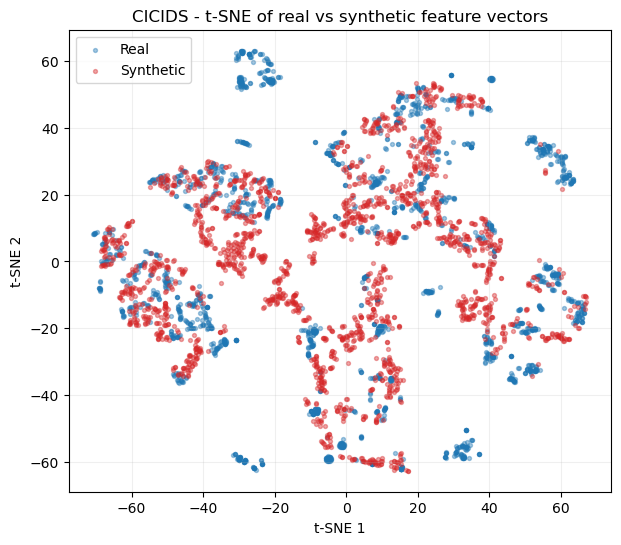 CICIDS - t-SNE of real vs synthetic feature vectors
Real
Synthetic
60
40
20
0
−20
−40
−60
t-SNE 2
−60
−40
−20
0
20
40
60
t-SNE 1